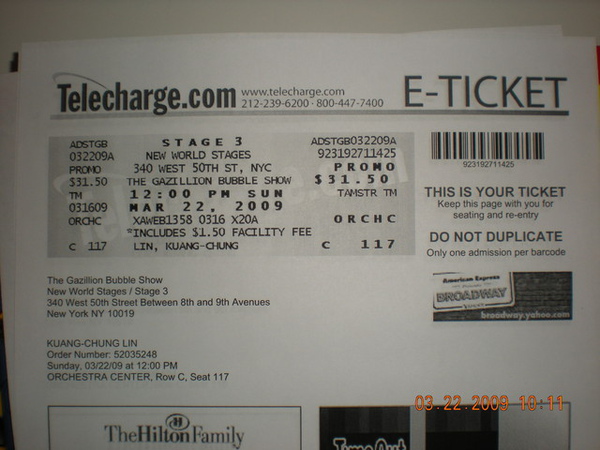 Telecharge.com www.telecharge.com
212-239-6200 · 800-447-7400
E-TICKET
ADSTGB STAGE 3 ADSTGB032209A
032209A NEW WORLD STAGES 923192711425
PROMO 340 WEST 50TH ST, NYC PROMO
$31.50 THE GAZILLION BUBBLE SHOW $31.50
TM 12:00 PM SUN TAMSTR TM
031609 MAR 22, 2009
ORCHC XAWEB1358 0316 X20A ORCHC
*INCLUDES $1.50 FACILITY FEE
C 117 LIN, KUANG-CHUNG C 117
923192711425
THIS IS YOUR TICKET
Keep this page with you for
seating and re-entry
DO NOT DUPLICATE
Only one admission per barcode
American Express
BROADWAY
broadway.yahoo.com
The Gazillion Bubble Show
New World Stages / Stage 3
340 West 50th Street Between 8th and 9th Avenues
New York NY 10019
KUANG-CHUNG LIN
Order Number: 52035248
Sunday, 03/22/09 at 12:00 PM
ORCHESTRA CENTER, Row C, Seat 117
03.22.2009 10:11
H
The Hilton Family
TimeOut